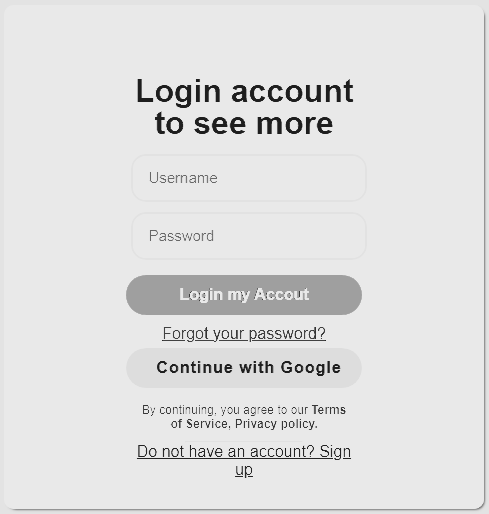 Login account
to see more
Username
Password
Login my Accout
Forgot your password?
Continue with Google
By continuing, you agree to our Terms
of Service, Privacy policy.
Do not have an account? Sign
up